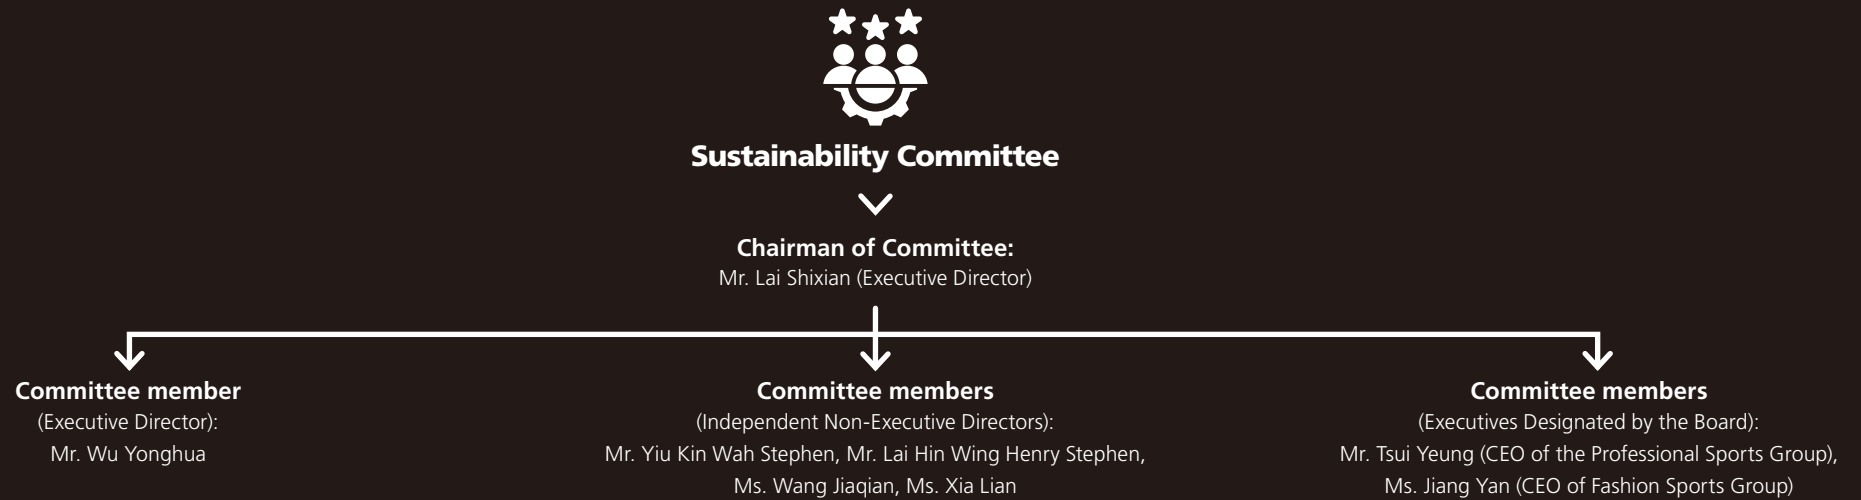 Sustainability Committee
Chairman of Committee:
Mr. Lai Shixian (Executive Director)
Committee member
(Executive Director):
Mr. Wu Yonghua
Committee members
(Independent Non-Executive Directors):
Mr. Yiu Kin Wah Stephen, Mr. Lai Hin Wing Henry Stephen,
Ms. Wang Jiaqian, Ms. Xia Lian
Committee members
(Executives Designated by the Board):
Mr. Tsui Yeung (CEO of the Professional Sports Group),
Ms. Jiang Yan (CEO of Fashion Sports Group)